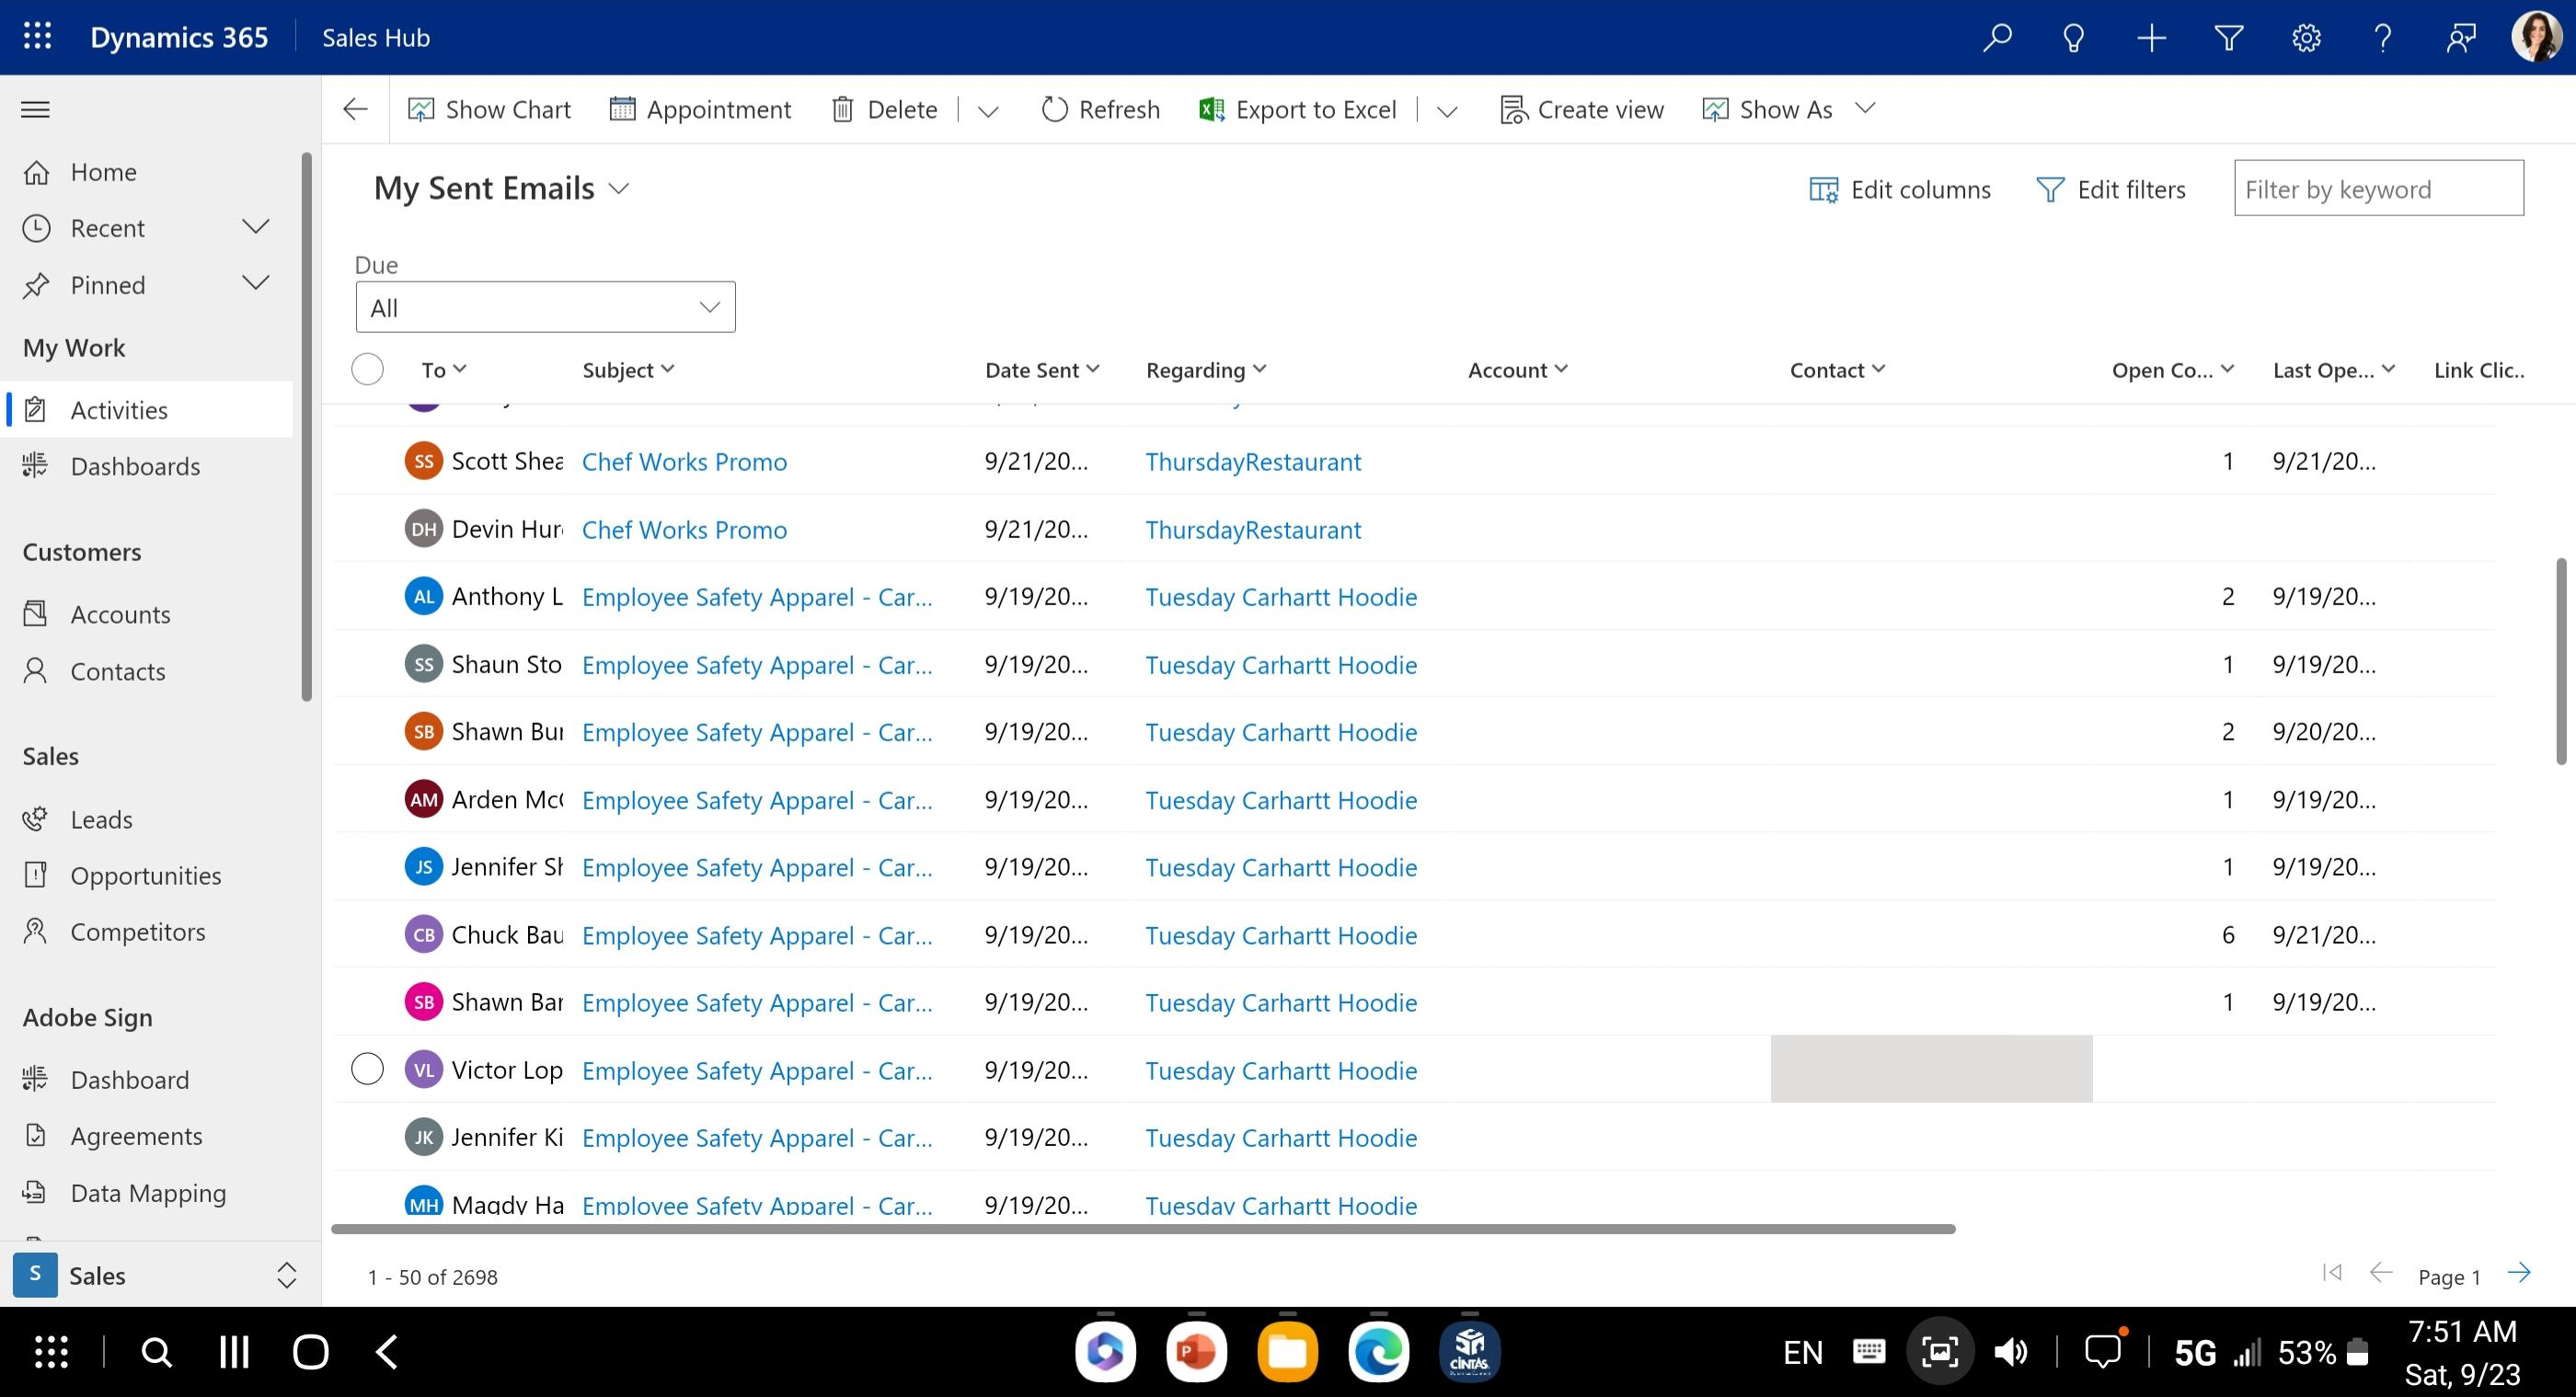 Dynamics 365 Sales Hub
Show Chart Appointment Delete Refresh Export to Excel Create view Show As
Home
Recent
Pinned
My Work
Activities
Dashboards
Customers
Accounts
Contacts
Sales
Leads
Opportunities
Competitors
Adobe Sign
Dashboard
Agreements
Data Mapping
S Sales
My Sent Emails
Edit columns Edit filters Filter by keyword
Due
All
To Subject Date Sent Regarding Account Contact Open Co... Last Ope... Link Clic..
SS Scott Shea Chef Works Promo 9/21/20... ThursdayRestaurant 1 9/21/20...
DH Devin Hur Chef Works Promo 9/21/20... ThursdayRestaurant
AL Anthony L Employee Safety Apparel - Car... 9/19/20... Tuesday Carhartt Hoodie 2 9/19/20...
SS Shaun Sto Employee Safety Apparel - Car... 9/19/20... Tuesday Carhartt Hoodie 1 9/19/20...
SB Shawn Bur Employee Safety Apparel - Car... 9/19/20... Tuesday Carhartt Hoodie 2 9/20/20...
AM Arden Mc Employee Safety Apparel - Car... 9/19/20... Tuesday Carhartt Hoodie 1 9/19/20...
JS Jennifer Sh Employee Safety Apparel - Car... 9/19/20... Tuesday Carhartt Hoodie 1 9/19/20...
CB Chuck Bau Employee Safety Apparel - Car... 9/19/20... Tuesday Carhartt Hoodie 6 9/21/20...
SB Shawn Bar Employee Safety Apparel - Car... 9/19/20... Tuesday Carhartt Hoodie 1 9/19/20...
VL Victor Lop Employee Safety Apparel - Car... 9/19/20... Tuesday Carhartt Hoodie
JK Jennifer Ki Employee Safety Apparel - Car... 9/19/20... Tuesday Carhartt Hoodie
MH Magdy Ha Employee Safety Apparel - Car... 9/19/20... Tuesday Carhartt Hoodie
1 - 50 of 2698 Page 1
P CINTAS EN 5G 53% 7:51 AM
Sat, 9/23